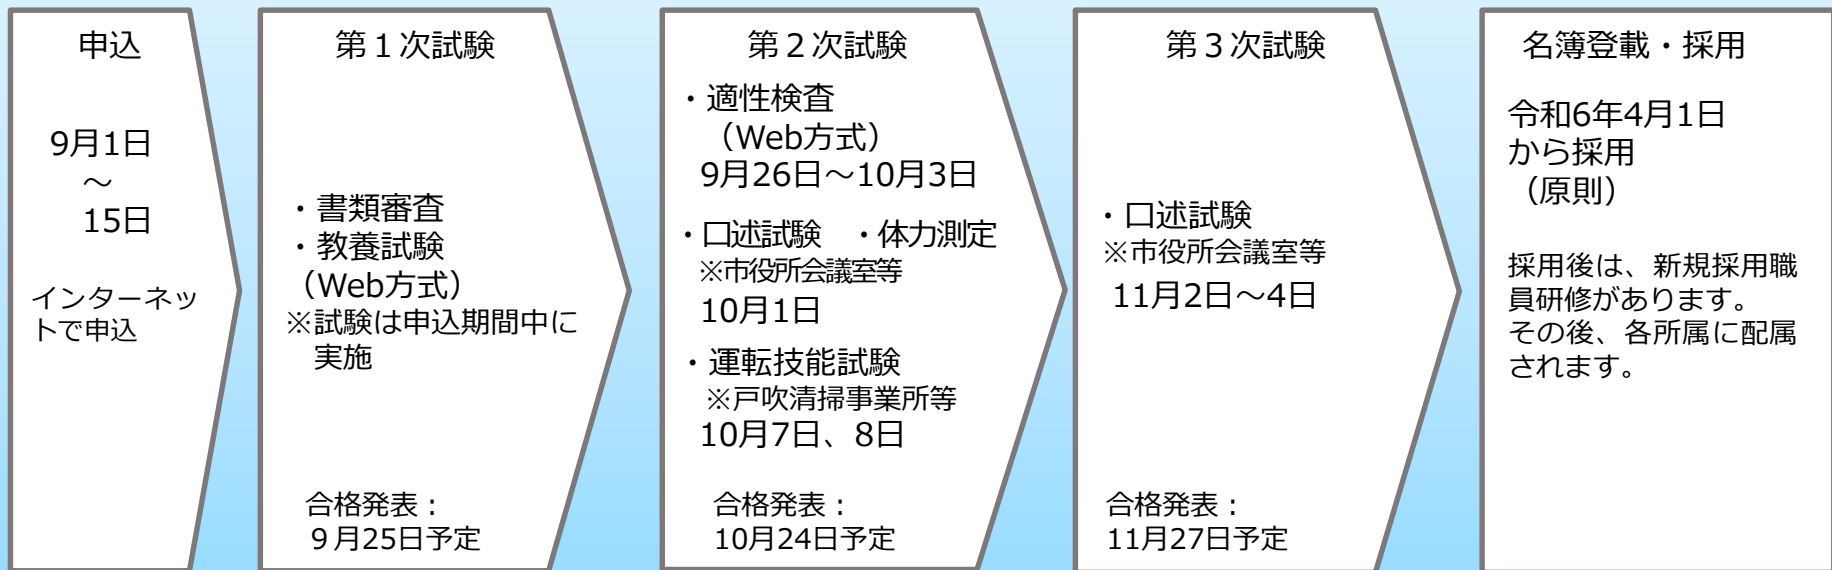 申込
9月1日
～
15日
インターネッ
トで申込
第１次試験
・書類審査
・教養試験
（Web方式）
※試験は申込期間中に
実施
合格発表：
９月25日予定
第２次試験
・適性検査
（Web方式）
9月26日～10月3日
・口述試験　・体力測定
※市役所会議室等
10月1日
・運転技能試験
※戸吹清掃事業所等
10月7日、8日
合格発表：
10月24日予定
第３次試験
・口述試験
※市役所会議室等
11月2日～4日
合格発表：
11月27日予定
名簿登載・採用
令和6年4月1日
から採用
（原則）
採用後は、新規採用職
員研修があります。
その後、各所属に配属
されます。